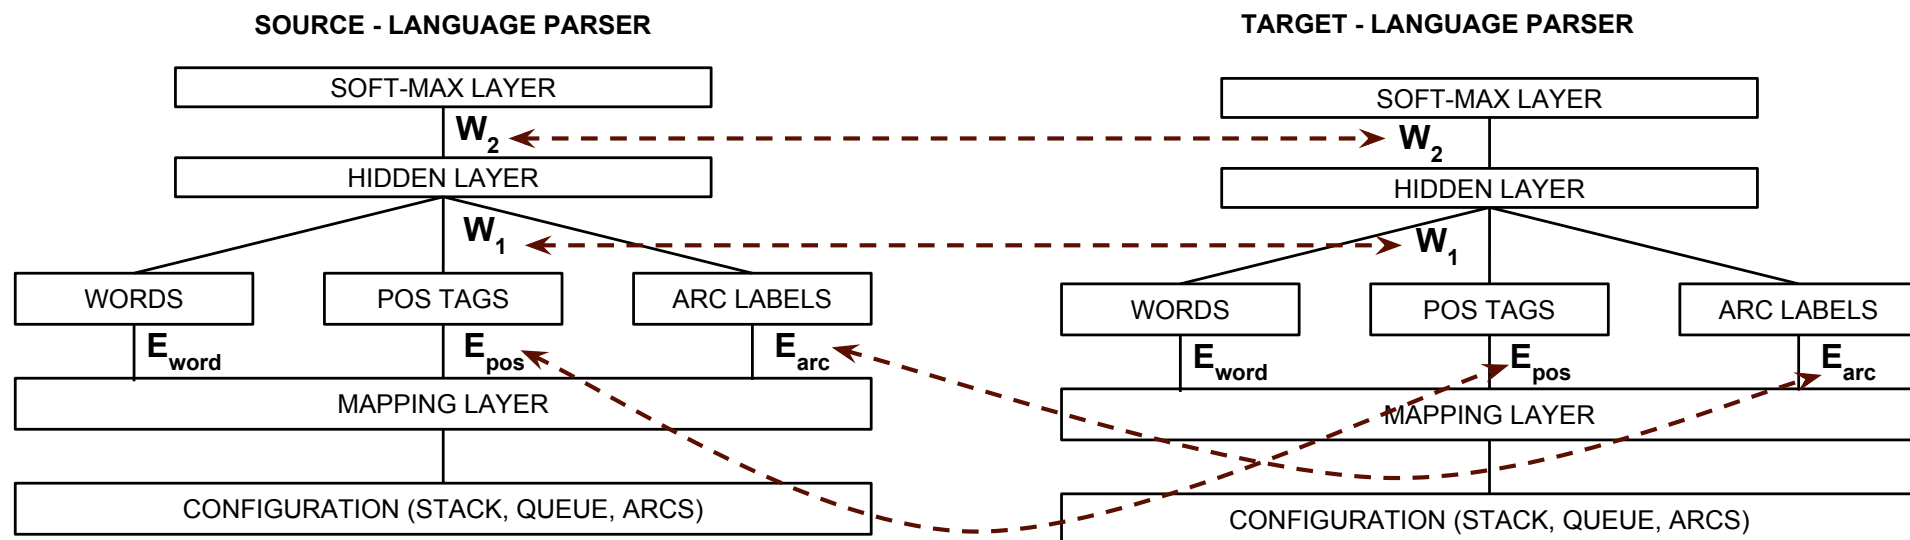 SOURCE - LANGUAGE PARSER
SOFT-MAX LAYER
W2
HIDDEN LAYER
W1
WORDS
POS TAGS
ARC LABELS
Eword
Epos
Earc
MAPPING LAYER
CONFIGURATION (STACK, QUEUE, ARCS)
TARGET - LANGUAGE PARSER
SOFT-MAX LAYER
W2
HIDDEN LAYER
W1
WORDS
POS TAGS
ARC LABELS
Eword
Epos
Earc
MAPPING LAYER
CONFIGURATION (STACK, QUEUE, ARCS)